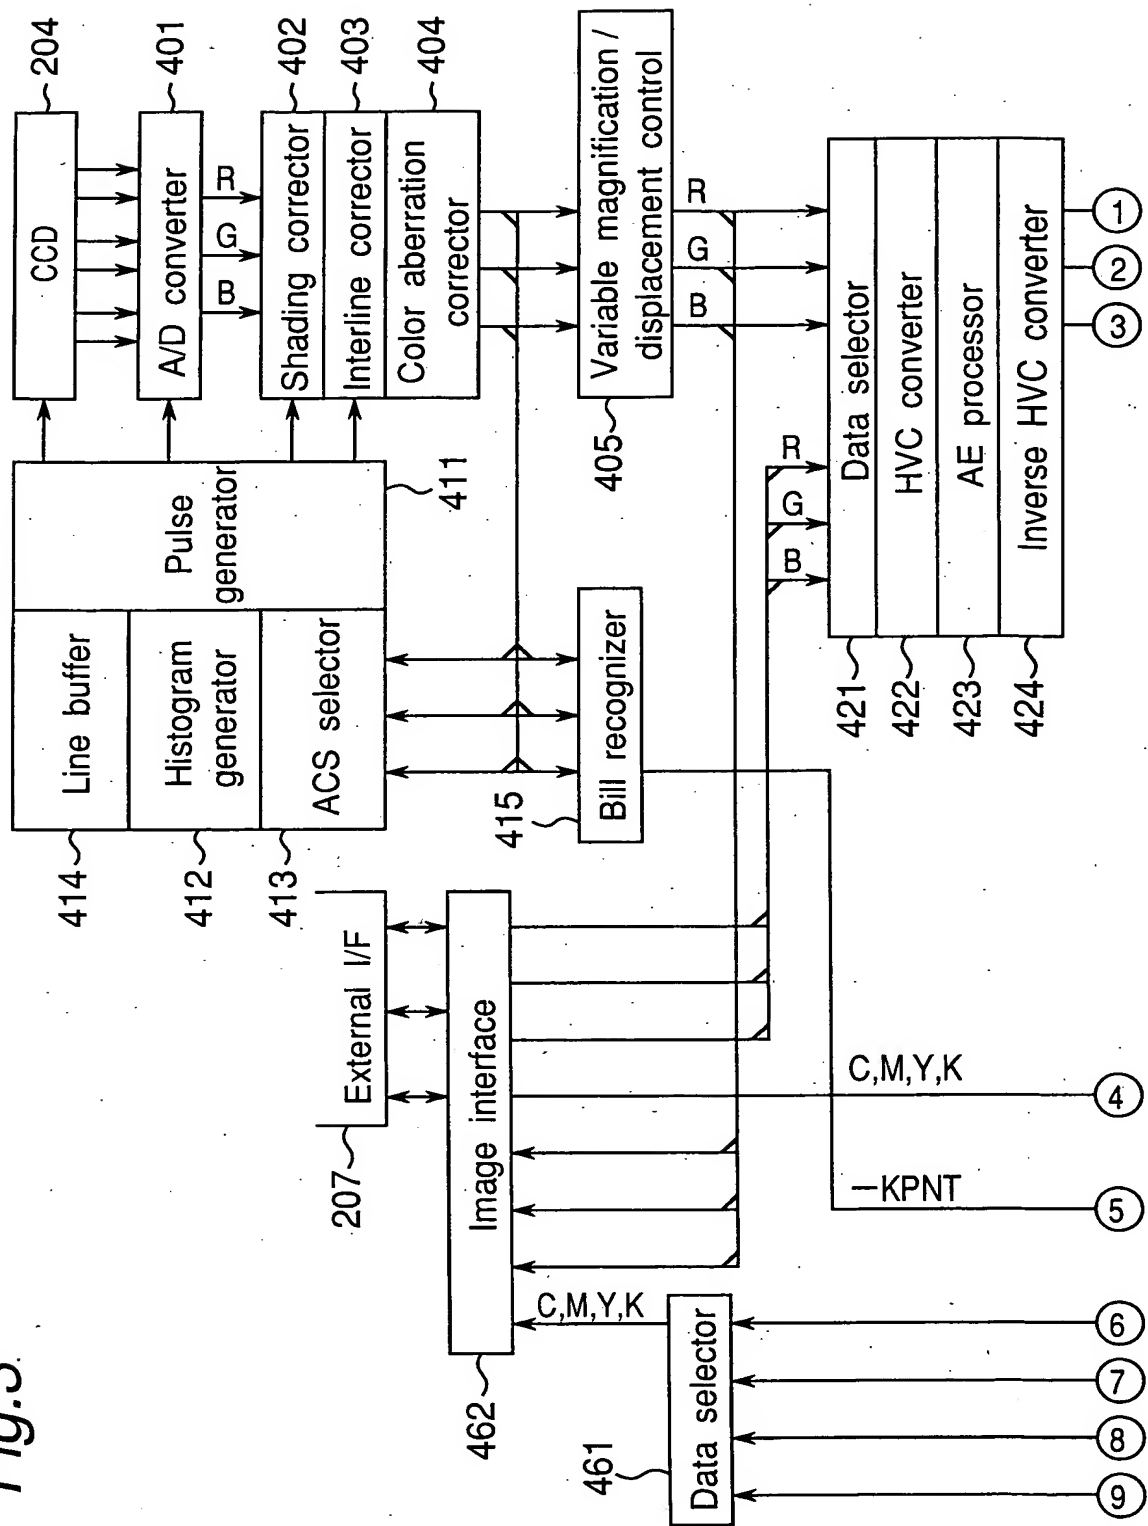 Fig.3
204
401
402
403
404
CCD
A/D converter
R
G
B
Shading corrector
Interline corrector
Color aberration
corrector
Variable magnification /
displacement control
405
R
G
B
Pulse
generator
411
Line buffer
Histogram
generator
ACS selector
414
412
413
415
Bill recognizer
R
G
B
Data selector
HVC converter
AE processor
Inverse HVC converter
421
422
423
424
1
2
3
External I/F
207
Image interface
462
C,M,Y,K
4
—KPNT
5
C,M,Y,K
Data selector
461
6
7
8
9